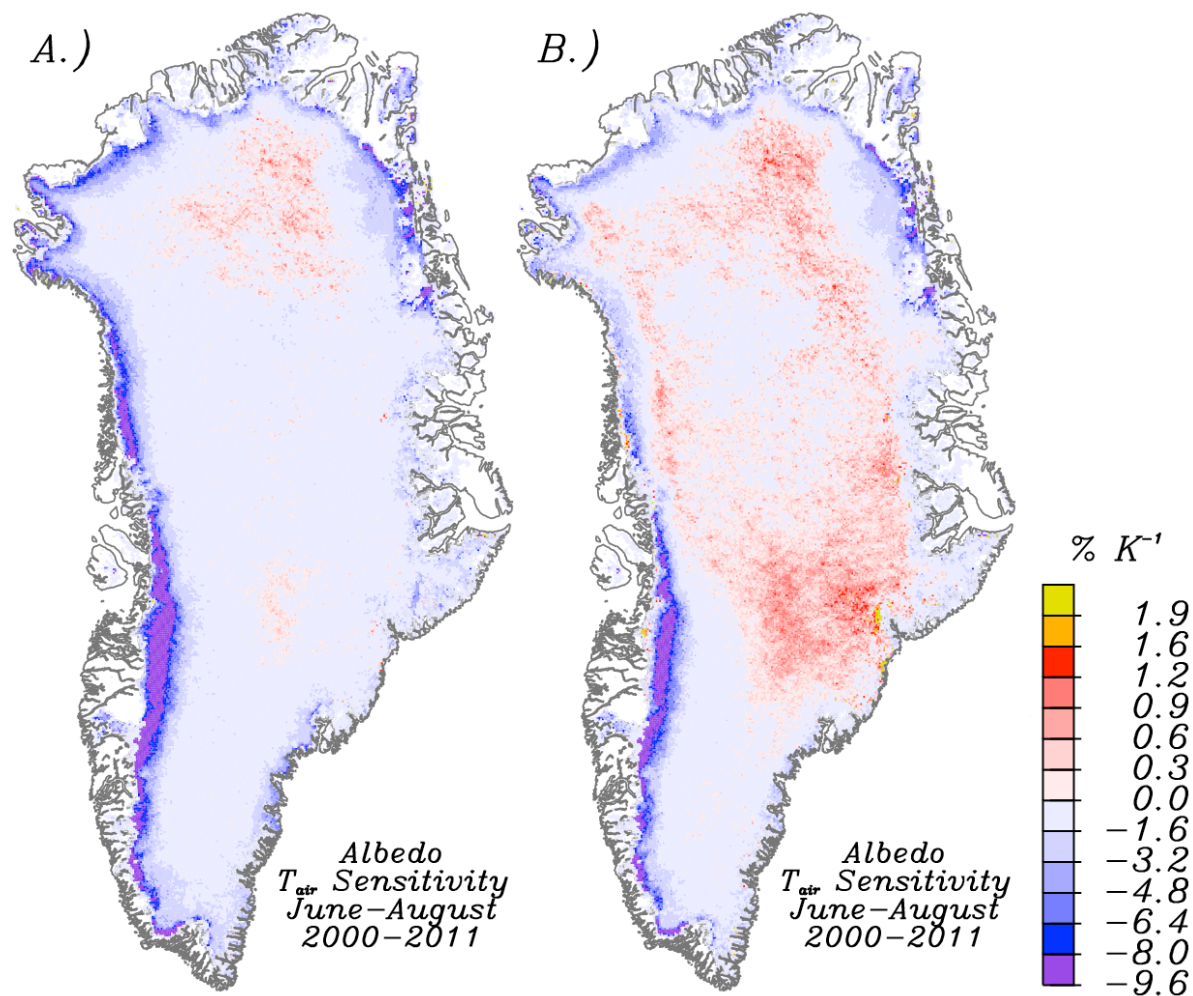 A.)
B.)
Albedo
Tair Sensitivity
June-August
2000-2011
Albedo
Tair Sensitivity
June-August
2000-2011
% K⁻¹
1.9
1.6
1.2
0.9
0.6
0.3
0.0
-1.6
-3.2
-4.8
-6.4
-8.0
-9.6